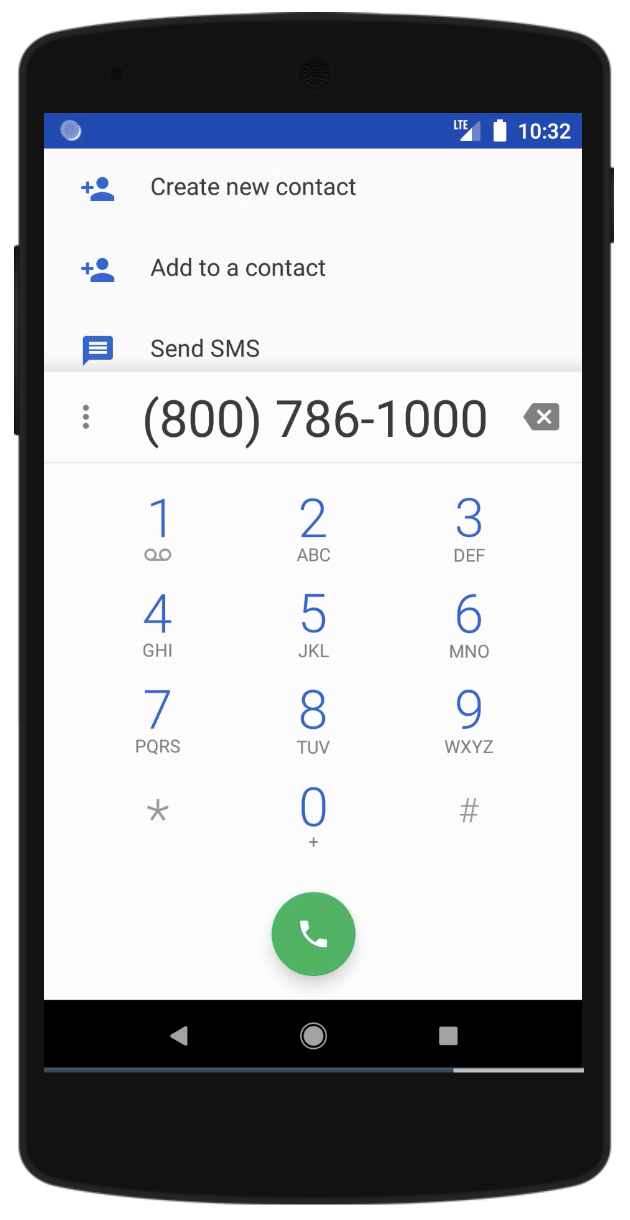 LTE 10:32
Create new contact
Add to a contact
Send SMS
(800) 786-1000
1 2 3
ABC DEF
4 5 6
GHI JKL MNO
7 8 9
PQRS TUV WXYZ
* 0 #
+